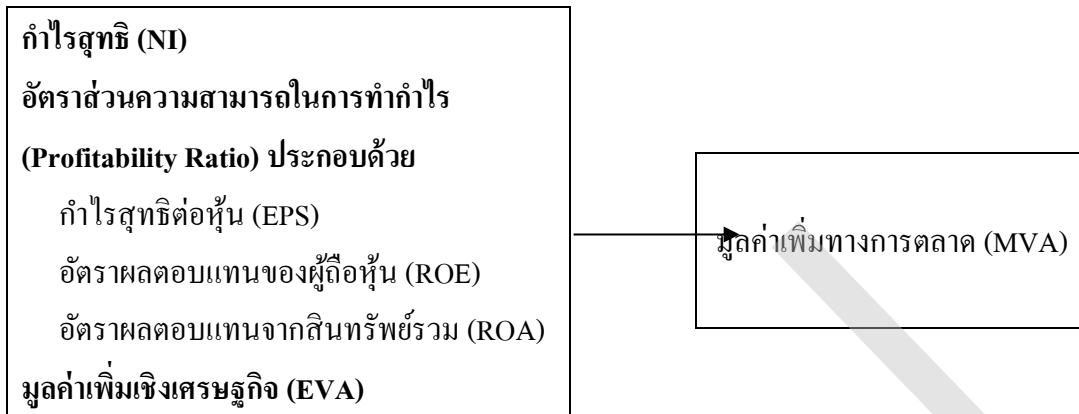 กำไรสุทธิ (NI)
อัตราส่วนความสามารถในการทำกำไร
(Profitability Ratio) ประกอบด้วย
กำไรสุทธิต่อหุ้น (EPS)
อัตราผลตอบแทนของผู้ถือหุ้น (ROE)
อัตราผลตอบแทนจากสินทรัพย์รวม (ROA)
มูลค่าเพิ่มเชิงเศรษฐกิจ (EVA)
มูลค่าเพิ่มทางการตลาด (MVA)